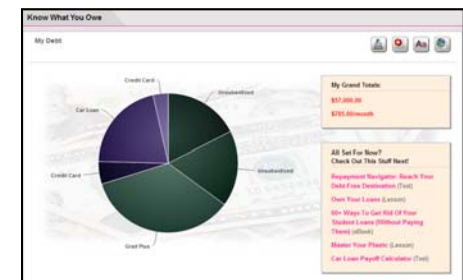 Know What You Owe
My Debt
Aa
Credit Card
Unsubsidized
Car Loan
Unsubsidized
Credit Card
Grad Plus
My Grand Totals:
$57,000.00
$785.00/month
All Set For Now?
Check Out This Stuff Next!
Repayment Navigator: Reach Your
Debt-Free Destination (Tool)
Own Your Loans (Lesson)
60+ Ways To Get Rid Of Your
Student Loans (Without Paying
Them) (eBook)
Master Your Plastic (Lesson)
Car Loan Payoff Calculator (Tool)